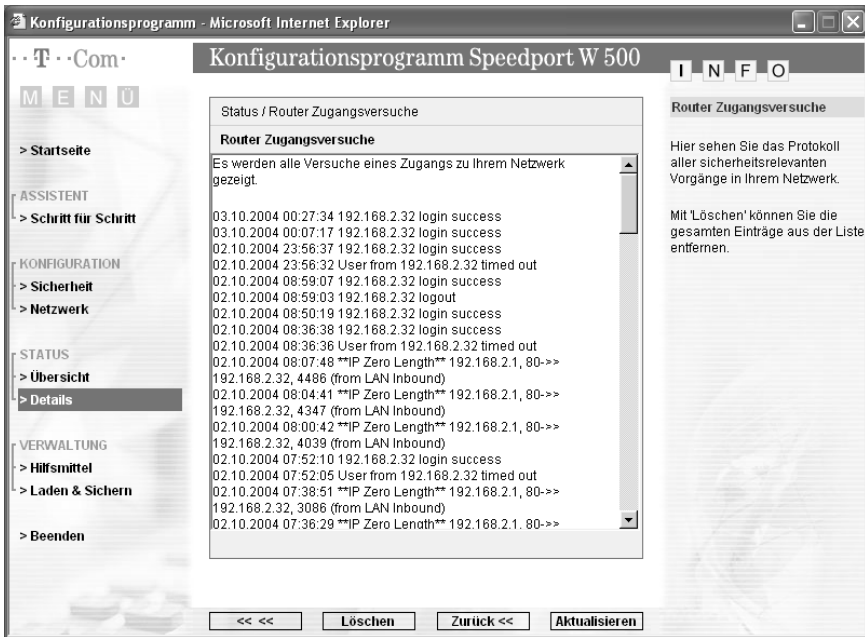 Konfigurationsprogramm - Microsoft Internet Explorer
· · T · · Com ·
Konfigurationsprogramm Speedport W 500
I N F O
M E N Ü
> Startseite
ASSISTENT
> Schritt für Schritt
KONFIGURATION
> Sicherheit
> Netzwerk
STATUS
> Übersicht
> Details
VERWALTUNG
> Hilfsmittel
> Laden & Sichern
> Beenden
Status / Router Zugangsversuche
Router Zugangsversuche
Es werden alle Versuche eines Zugangs zu Ihrem Netzwerk
gezeigt.
03.10.2004 00:27:34 192.168.2.32 login success
03.10.2004 00:07:17 192.168.2.32 login success
02.10.2004 23:56:37 192.168.2.32 login success
02.10.2004 23:56:32 User from 192.168.2.32 timed out
02.10.2004 08:59:07 192.168.2.32 login success
02.10.2004 08:59:03 192.168.2.32 logout
02.10.2004 08:50:19 192.168.2.32 login success
02.10.2004 08:36:38 192.168.2.32 login success
02.10.2004 08:36:36 User from 192.168.2.32 timed out
02.10.2004 08:07:48 **IP Zero Length** 192.168.2.1, 80->>
192.168.2.32, 4486 (from LAN Inbound)
02.10.2004 08:04:41 **IP Zero Length** 192.168.2.1, 80->>
192.168.2.32, 4347 (from LAN Inbound)
02.10.2004 08:00:42 **IP Zero Length** 192.168.2.1, 80->>
192.168.2.32, 4039 (from LAN Inbound)
02.10.2004 07:52:10 192.168.2.32 login success
02.10.2004 07:52:05 User from 192.168.2.32 timed out
02.10.2004 07:38:51 **IP Zero Length** 192.168.2.1, 80->>
192.168.2.32, 3086 (from LAN Inbound)
02.10.2004 07:36:29 **IP Zero Length** 192.168.2.1, 80->>
<< <<
Löschen
Zurück <<
Aktualisieren
Router Zugangsversuche
Hier sehen Sie das Protokoll
aller sicherheitsrelevanten
Vorgänge in Ihrem Netzwerk.
Mit 'Löschen' können Sie die
gesamten Einträge aus der Liste
entfernen.